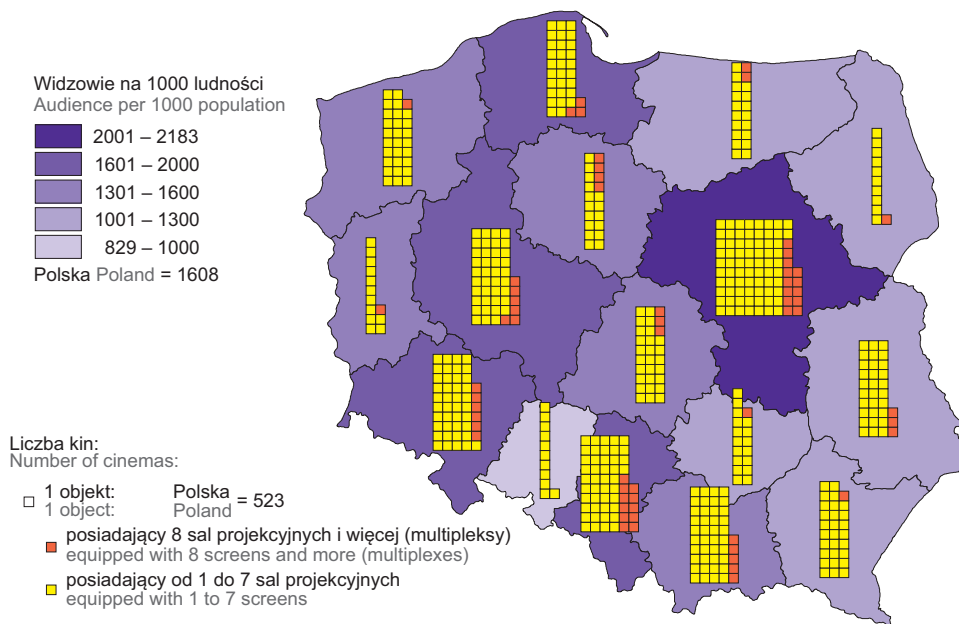 Widzowie na 1000 ludności
Audience per 1000 population
2001 – 2183
1601 – 2000
1301 – 1600
1001 – 1300
829 – 1000
Polska Poland = 1608
Liczba kin:
Number of cinemas:
1 objekt: Polska
1 object: Poland = 523
posiadający 8 sal projekcyjnych i więcej (multipleksy)
equipped with 8 screens and more (multiplexes)
posiadający od 1 do 7 sal projekcyjnych
equipped with 1 to 7 screens